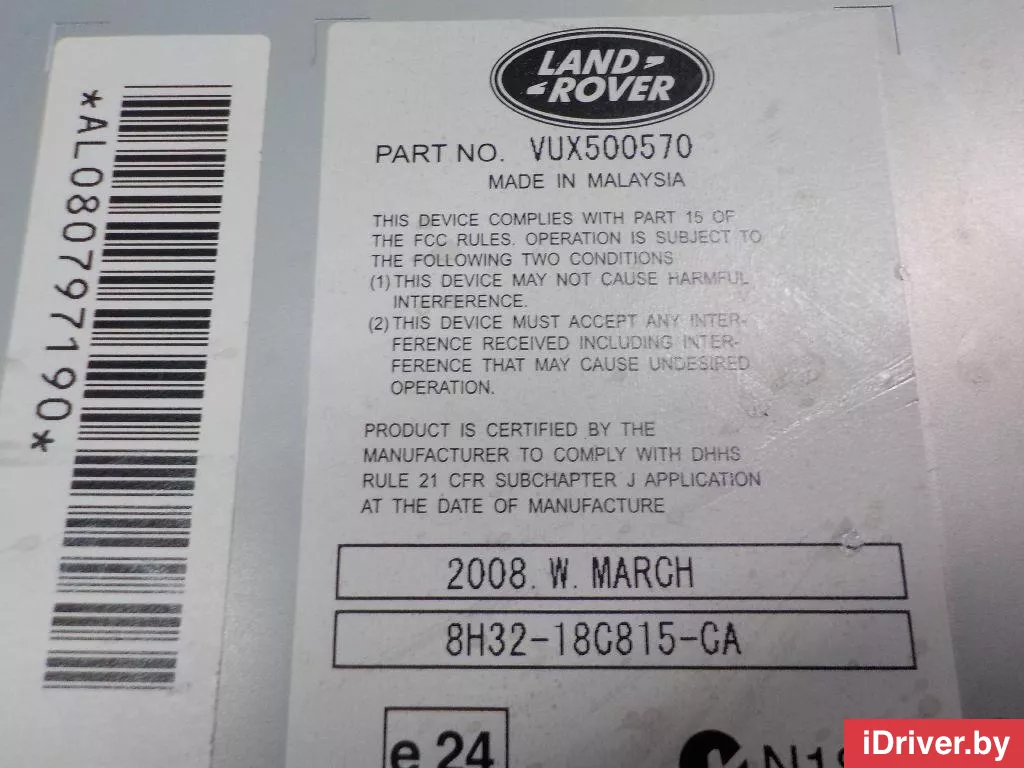 *AL08079719 0*
LAND
ROVER
PART NO. VUX500570
MADE IN MALAYSIA
THIS DEVICE COMPLIES WITH PART 15 OF
THE FCC RULES. OPERATION IS SUBJECT TO
THE FOLLOWING TWO CONDITIONS
(1) THIS DEVICE MAY NOT CAUSE HARMFUL
INTERFERENCE.
(2) THIS DEVICE MUST ACCEPT ANY INTER-
FERENCE RECEIVED INCLUDING INTER-
FERENCE THAT MAY CAUSE UNDESIRED
OPERATION.
PRODUCT IS CERTIFIED BY THE
MANUFACTURER TO COMPLY WITH DHHS
RULE 21 CFR SUBCHAPTER J APPLICATION
AT THE DATE OF MANUFACTURE
2008. W. MARCH
8H32-18C815-CA
e 24
iDriver.by